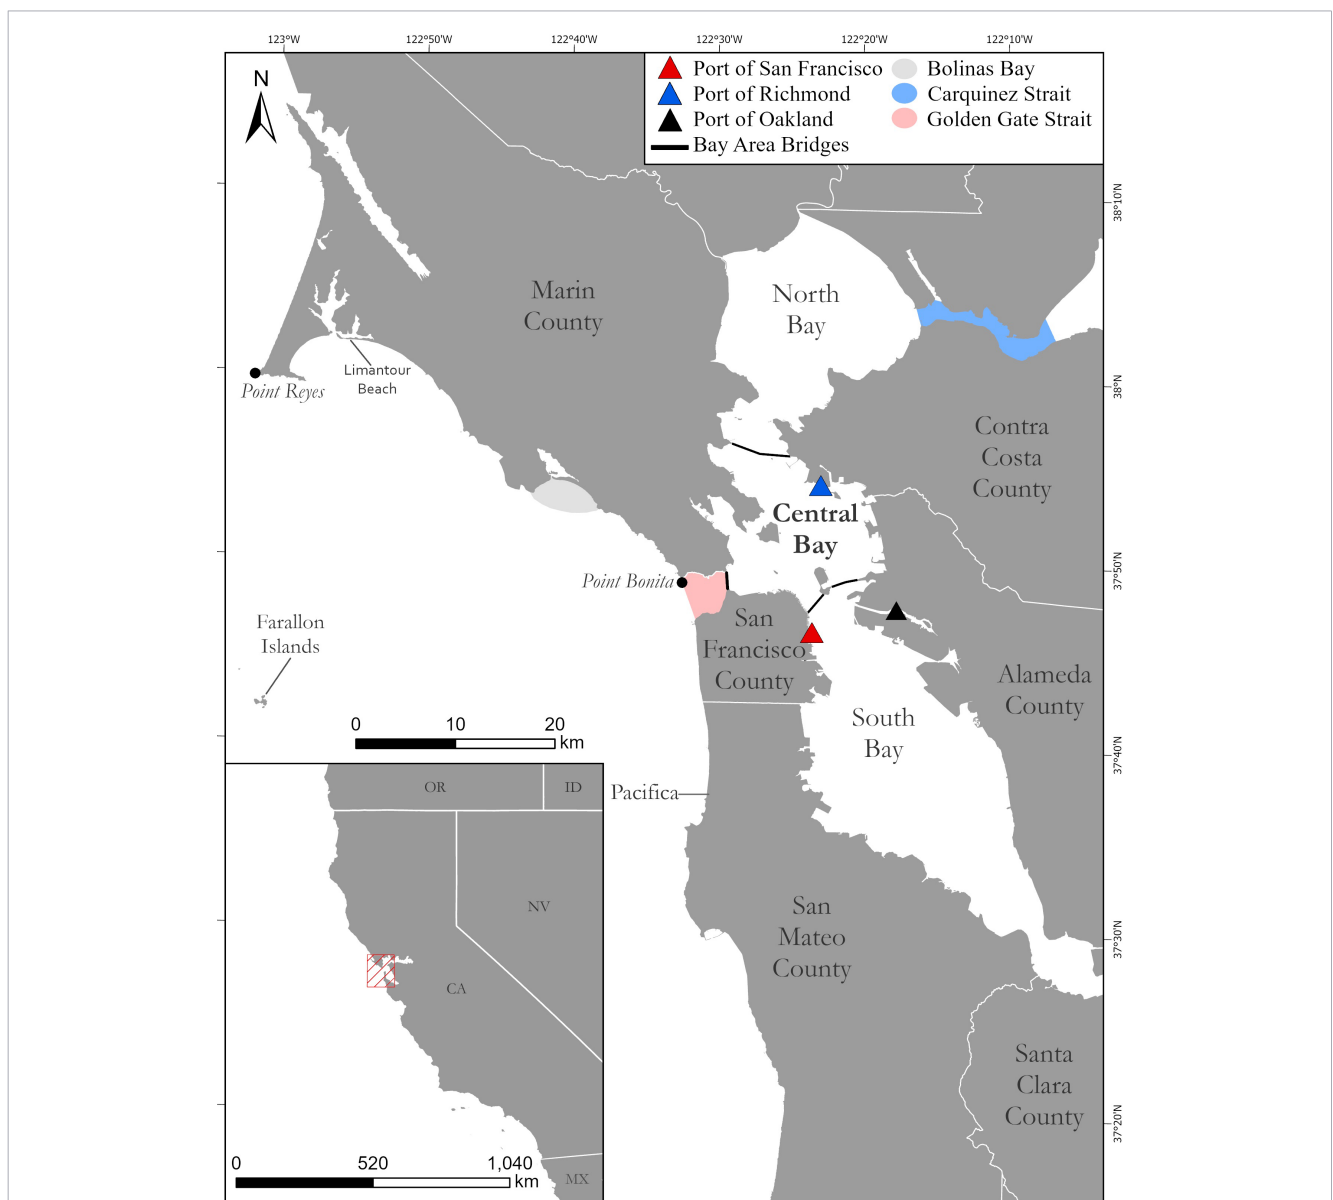 123°W 122°50'W 122°40'W 122°30'W 122°20'W 122°10'W
N
Port of San Francisco
Port of Richmond
Port of Oakland
Bay Area Bridges
Bolinas Bay
Carquinez Strait
Golden Gate Strait
38°10'N
38°N
37°50'N
37°40'N
37°30'N
37°20'N
Marin
County
North
Bay
Limantour
Beach
Point Reyes
Contra
Costa
County
Central
Bay
Point Bonita
San
Francisco
County
Farallon
Islands
Alameda
County
South
Bay
0 10 20
km
Pacifica
San
Mateo
County
Santa
Clara
County
OR
ID
NV
CA
MX
0 520 1,040
km